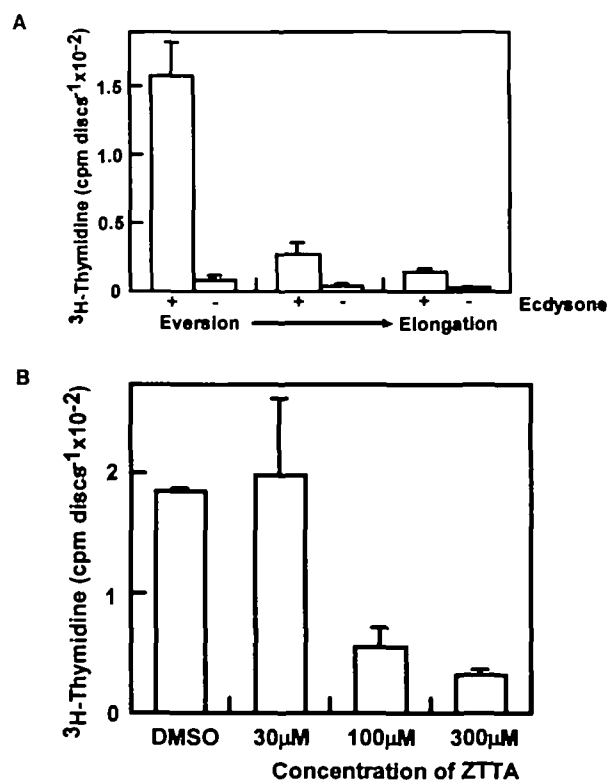 A
³H-Thymidine (cpm discs⁻¹x10⁻²)
1.5
1.0
0.5
0
+ - + - + - Ecdysone
Eversion Elongation
B
³H-Thymidine (cpm discs⁻¹x10⁻²)
2
1
0
DMSO 30μM 100μM 300μM
Concentration of ZTTA